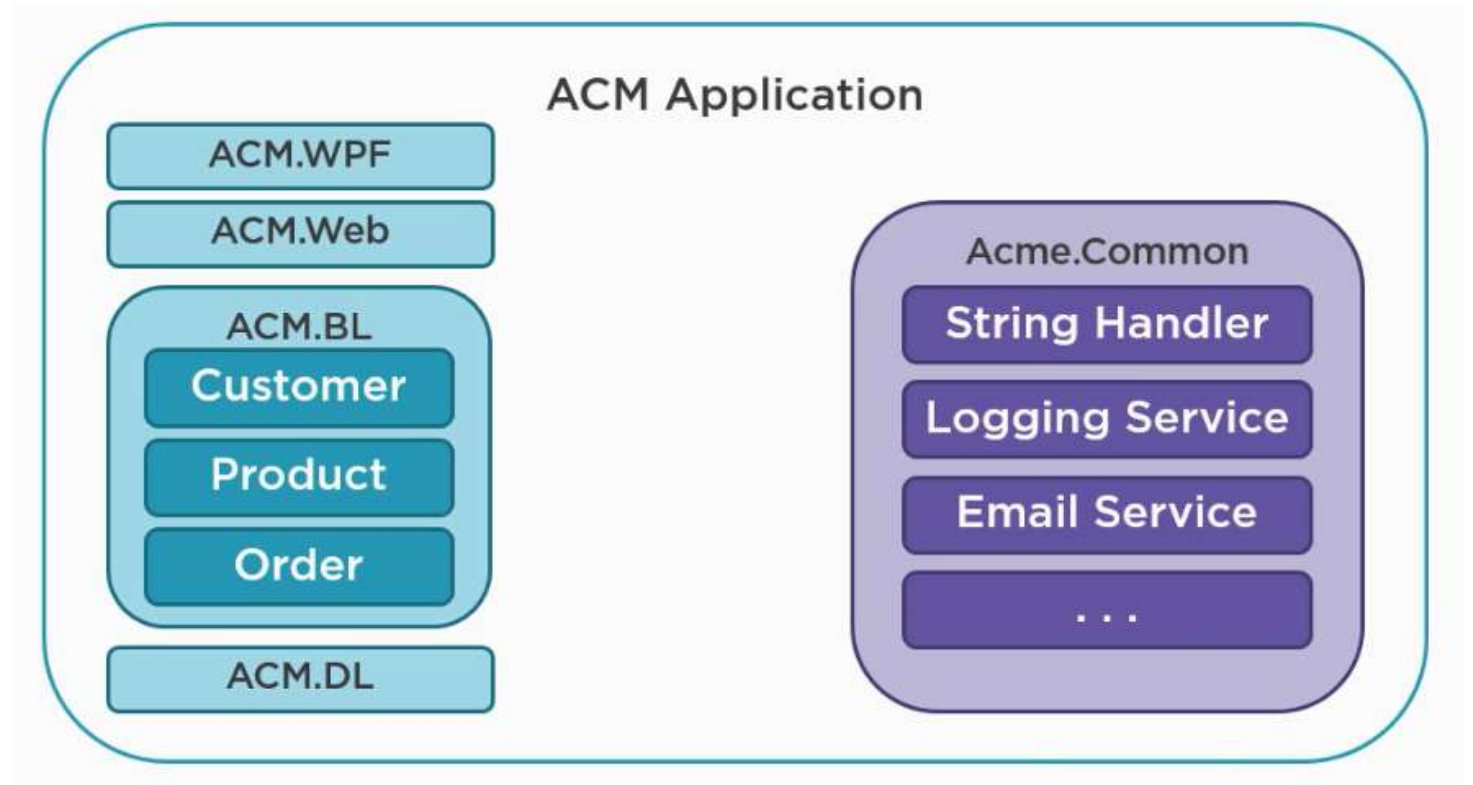 ACM Application
ACM.WPF
ACM.Web
ACM.BL
Customer
Product
Order
ACM.DL
Acme.Common
String Handler
Logging Service
Email Service
. . .